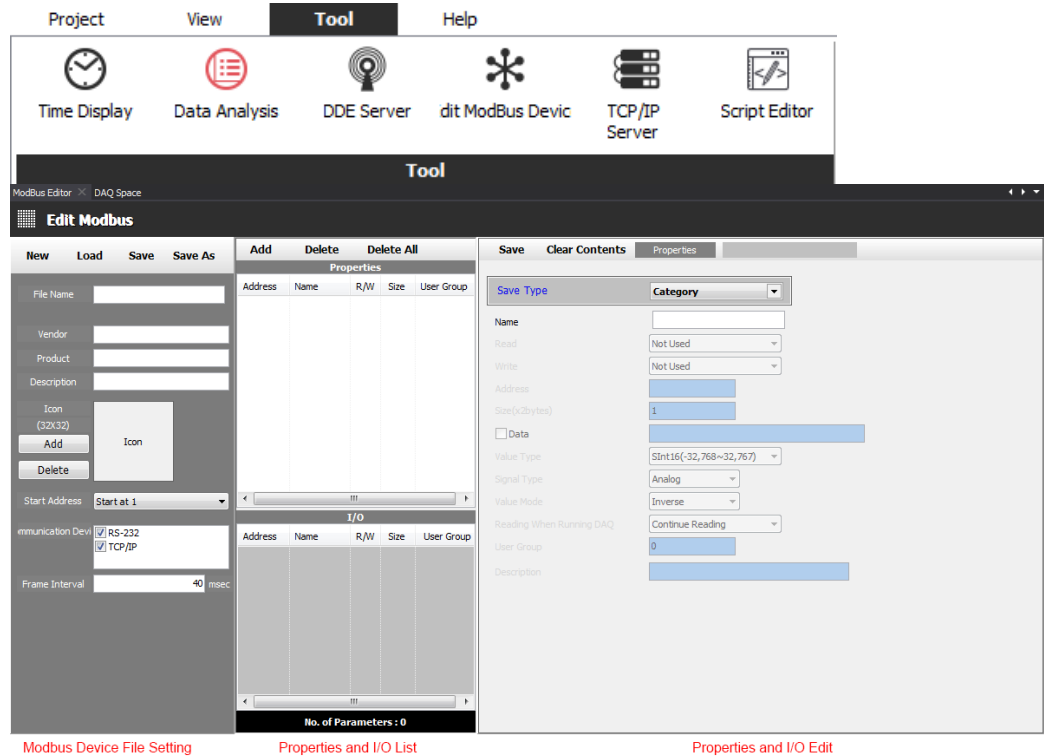 Project View Tool Help
Time Display Data Analysis DDE Server dit ModBus Devic TCP/IP Server Script Editor
Tool
ModBus Editor DAQ Space
Edit Modbus
New Load Save Save As
File Name
Vendor
Product
Description
Icon
(32X32)
Add
Delete
Icon
Start Address Start at 1
mmunication Devi RS-232
TCP/IP
Frame Interval 40 msec
Add Delete Delete All
Properties
Address Name R/W Size User Group
I/O
Address Name R/W Size User Group
No. of Parameters : 0
Save Clear Contents Properties
Save Type Category
Name
Read Not Used
Write Not Used
Address
Size(x2bytes) 1
Data
Value Type SInt16(-32,768~32,767)
Signal Type Analog
Value Mode Inverse
Reading When Running DAQ Continue Reading
User Group 0
Description
Modbus Device File Setting Properties and I/O List Properties and I/O Edit